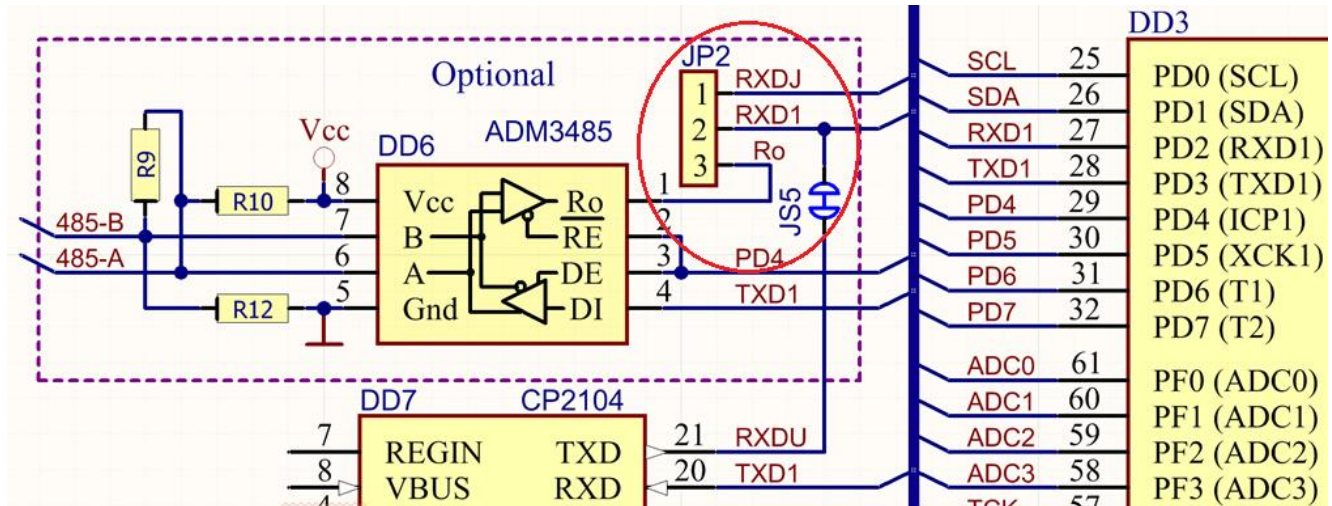 DD3
JP2
Optional
RXDJ
SCL 25 PD0 (SCL)
1
SDA 26 PD1 (SDA)
Vcc
ADM3485
RXD1
2
RXD1 27 PD2 (RXD1)
DD6
Ro
3
R9
TXD1 28 PD3 (TXD1)
R10
8 Vcc Ro 1
JS5
PD4 29 PD4 (ICP1)
485-B
7 B RE 2
PD5 30 PD5 (XCK1)
485-A
6 A DE 3 PD4
PD6 31 PD6 (T1)
R12
5 Gnd DI 4 TXD1
PD7 32 PD7 (T2)
ADC0 61 PF0 (ADC0)
DD7 CP2104
ADC1 60 PF1 (ADC1)
7 REGIN TXD 21 RXDU
ADC2 59 PF2 (ADC2)
8 VBUS RXD 20 TXD1
ADC3 58 PF3 (ADC3)